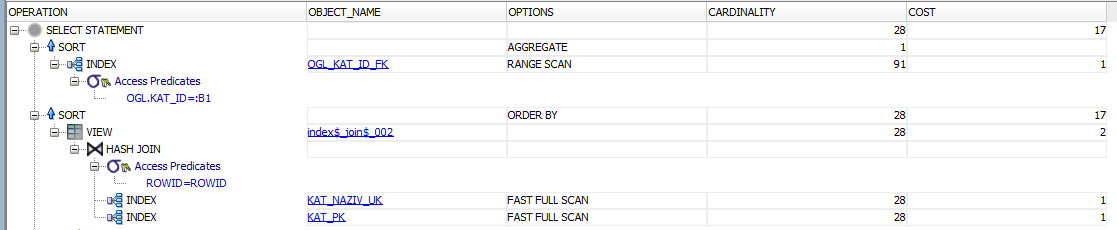 OPERATION OBJECT_NAME OPTIONS CARDINALITY COST
SELECT STATEMENT 28 17
SORT AGGREGATE 1
INDEX OGL_KAT_ID_FK RANGE SCAN 91 1
Access Predicates
OGL.KAT_ID=:B1
SORT ORDER BY 28 17
VIEW index$_join$_002 28 2
HASH JOIN
Access Predicates
ROWID=ROWID
INDEX KAT_NAZIV_UK FAST FULL SCAN 28 1
INDEX KAT_PK FAST FULL SCAN 28 1